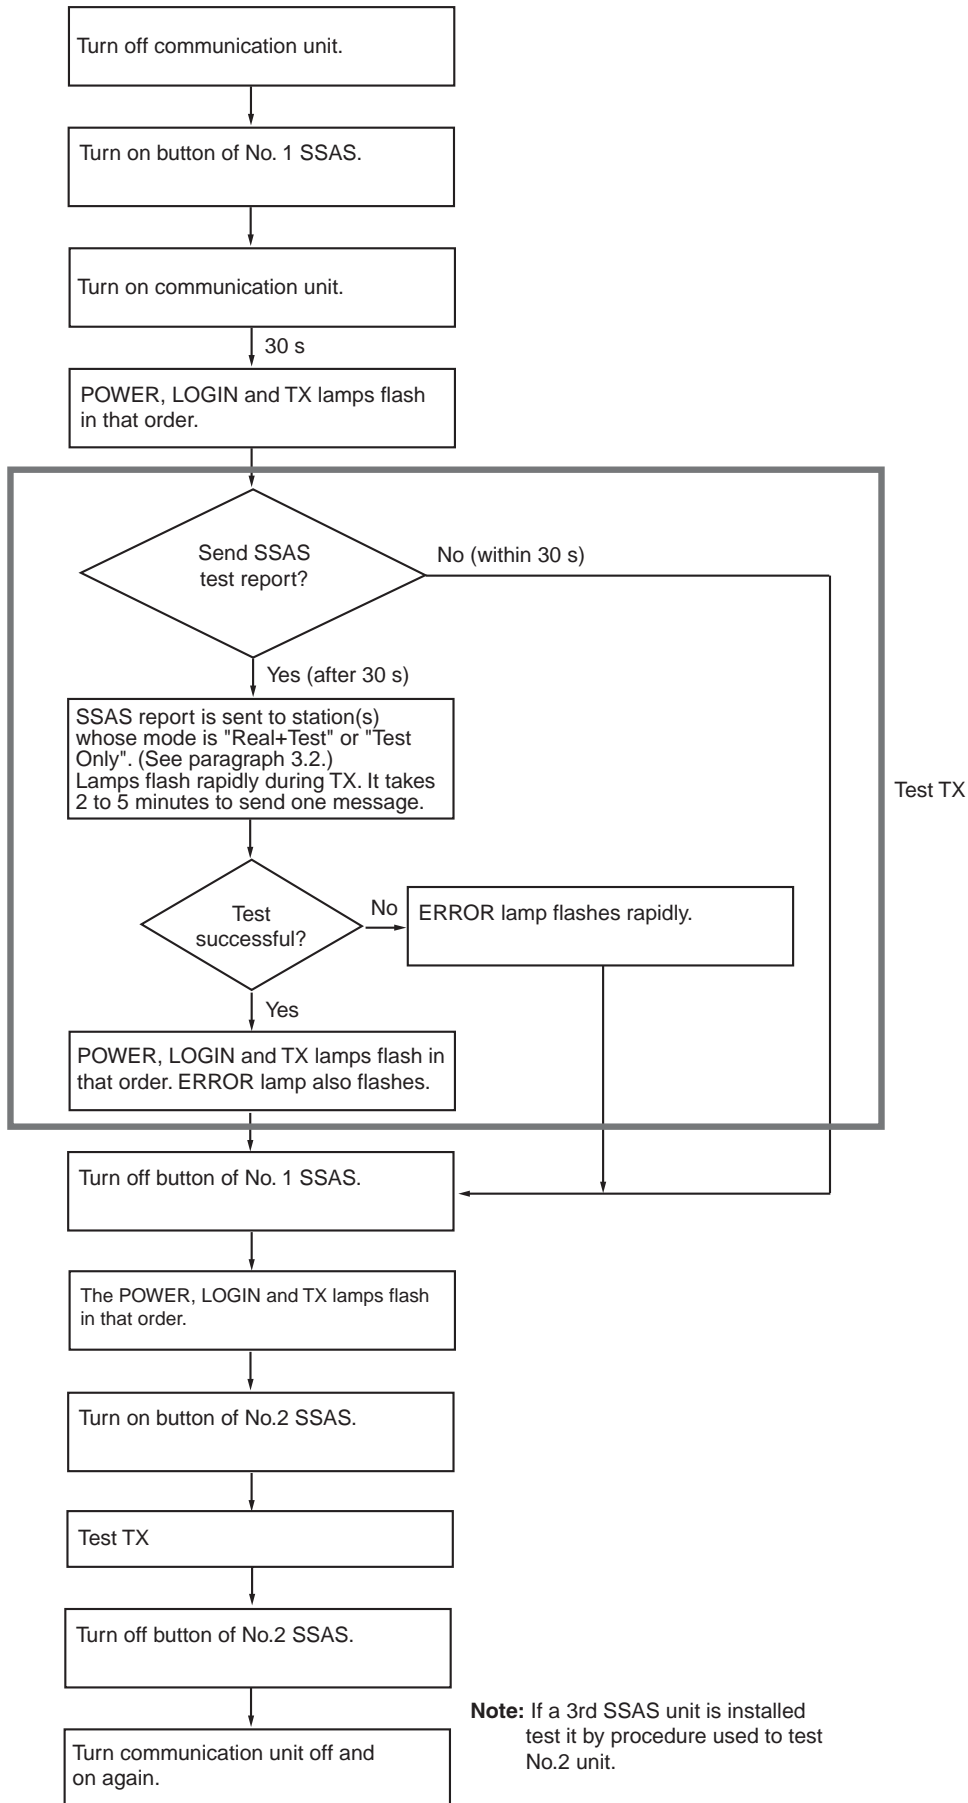 Turn off communication unit.
Turn on button of No. 1 SSAS.
Turn on communication unit.
30 s
POWER, LOGIN and TX lamps flash
in that order.
Send SSAS
test report?
No (within 30 s)
Yes (after 30 s)
SSAS report is sent to station(s)
whose mode is "Real+Test" or "Test
Only". (See paragraph 3.2.)
Lamps flash rapidly during TX. It takes
2 to 5 minutes to send one message.
Test TX
Test
successful?
No
ERROR lamp flashes rapidly.
Yes
POWER, LOGIN and TX lamps flash in
that order. ERROR lamp also flashes.
Turn off button of No. 1 SSAS.
The POWER, LOGIN and TX lamps flash
in that order.
Turn on button of No.2 SSAS.
Test TX
Turn off button of No.2 SSAS.
Turn communication unit off and
on again.
Note: If a 3rd SSAS unit is installed
test it by procedure used to test
No.2 unit.